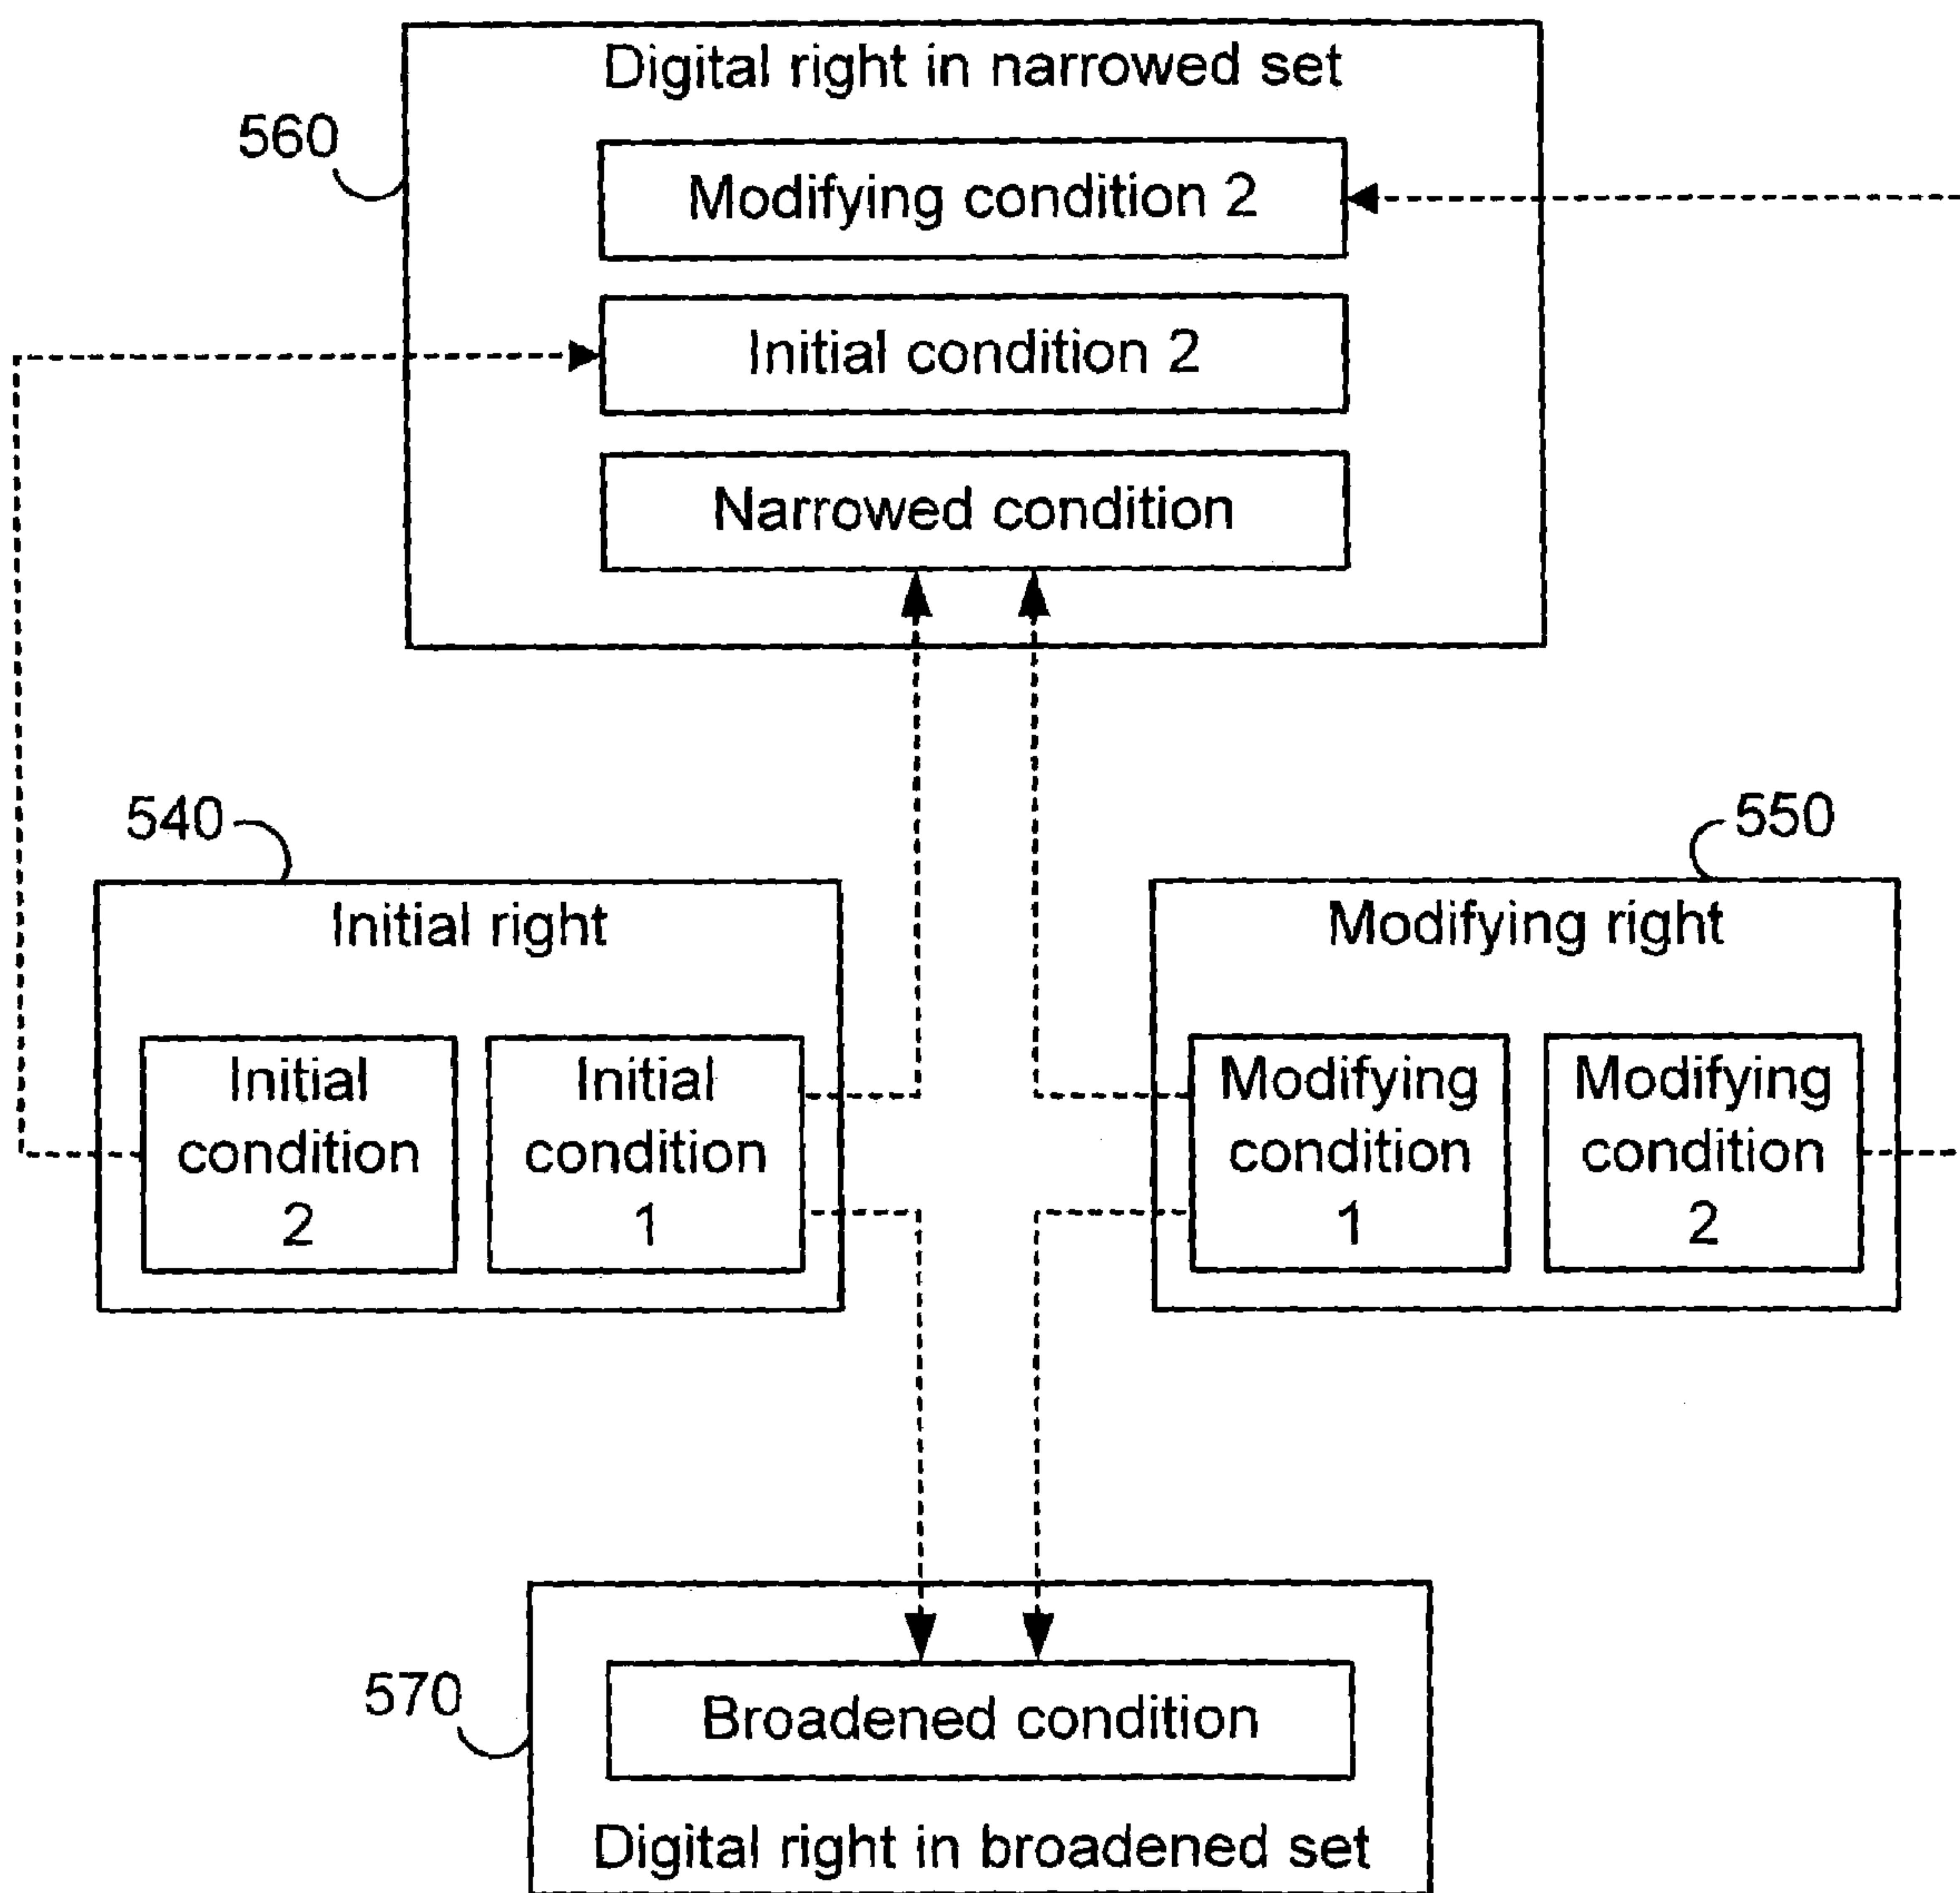 Digital right in narrowed set
560
Modifying condition 2
Initial condition 2
Narrowed condition
540
550
Initial right
Modifying right
Initial
condition
2
Initial
condition
1
Modifying
condition
1
Modifying
condition
2
570
Broadened condition
Digital right in broadened set